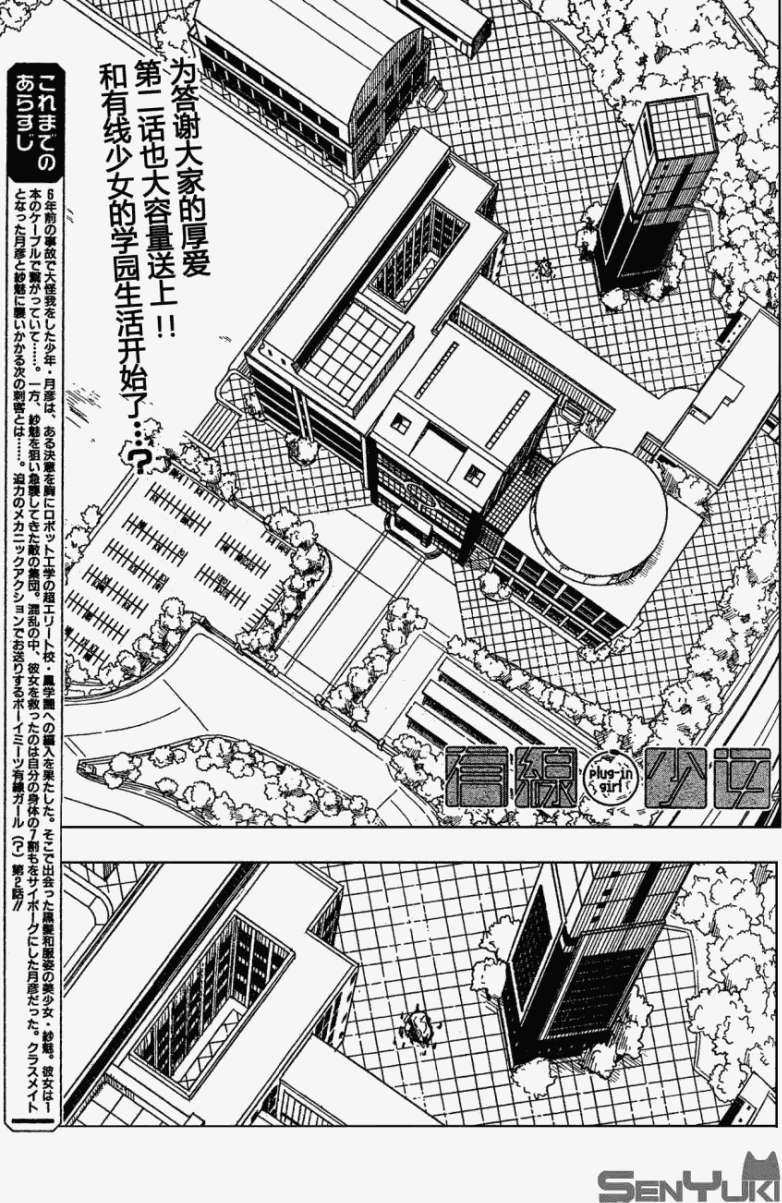 为答谢大家的厚爱
第二话也大容量送上!!
和有线少女的学园生活开始了…?
これまでの
あらすじ
6年前の事故で大怪我をした少年・月彦は、ある決意を胸にロボット工学の超エリート校・鳳学園への編入を果たした。そこで出会った黒髪和服姿の美少女・紗魅。彼女は1
本のケーブルで繋がっていて……。一方、紗魅を狙い急襲してきた敵の集団。混乱の中、彼女を救ったのは自分の身体の7割もをサイボーグにした月彦だった。クラスメイト
となった月彦と紗魅に襲いかかる次の刺客とは……。迫力のメカニックアクションでお送りするボーイミーツ有線ガール(?)第2話!!
有線
plug-in
girl
少女
SENYUKI